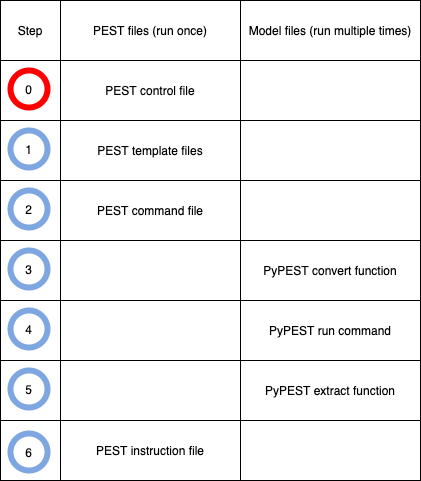 Step PEST files (run once) Model files (run multiple times)
0 PEST control file
1 PEST template files
2 PEST command file
3 PyPEST convert function
4 PyPEST run command
5 PyPEST extract function
6 PEST instruction file